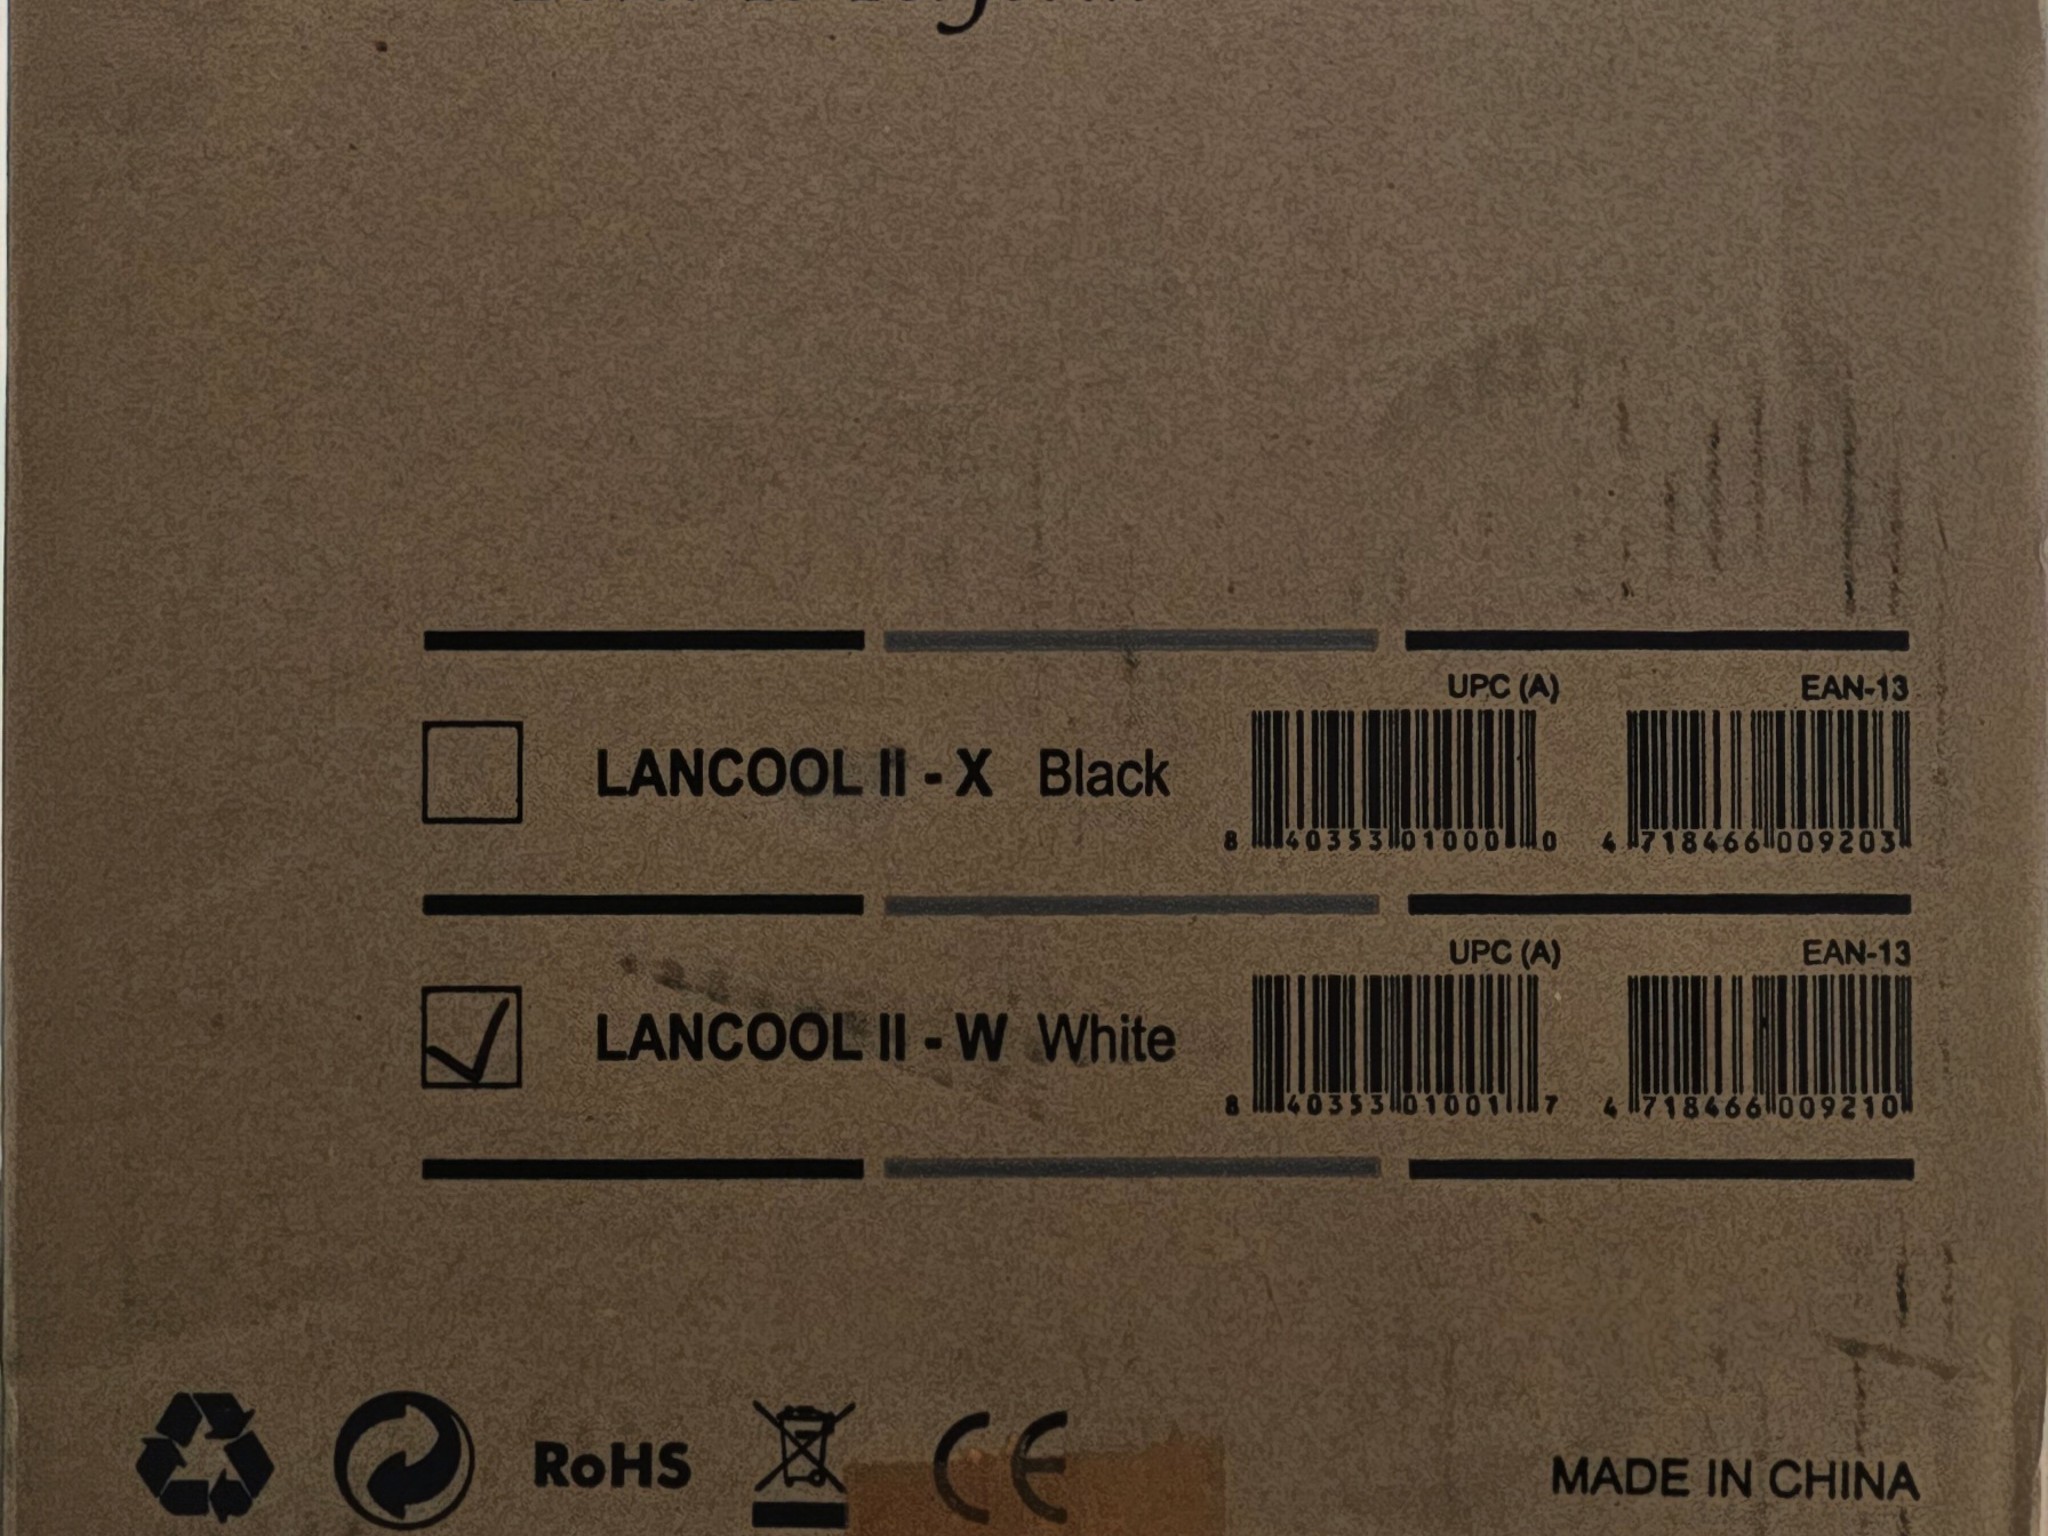 UPC (A) EAN-13
LANCOOL II - X Black
8 40353 01000 0 4 718466 009203
UPC (A) EAN-13
LANCOOL II - W White
8 40353 01001 7 4 718466 009210
RoHS CE MADE IN CHINA